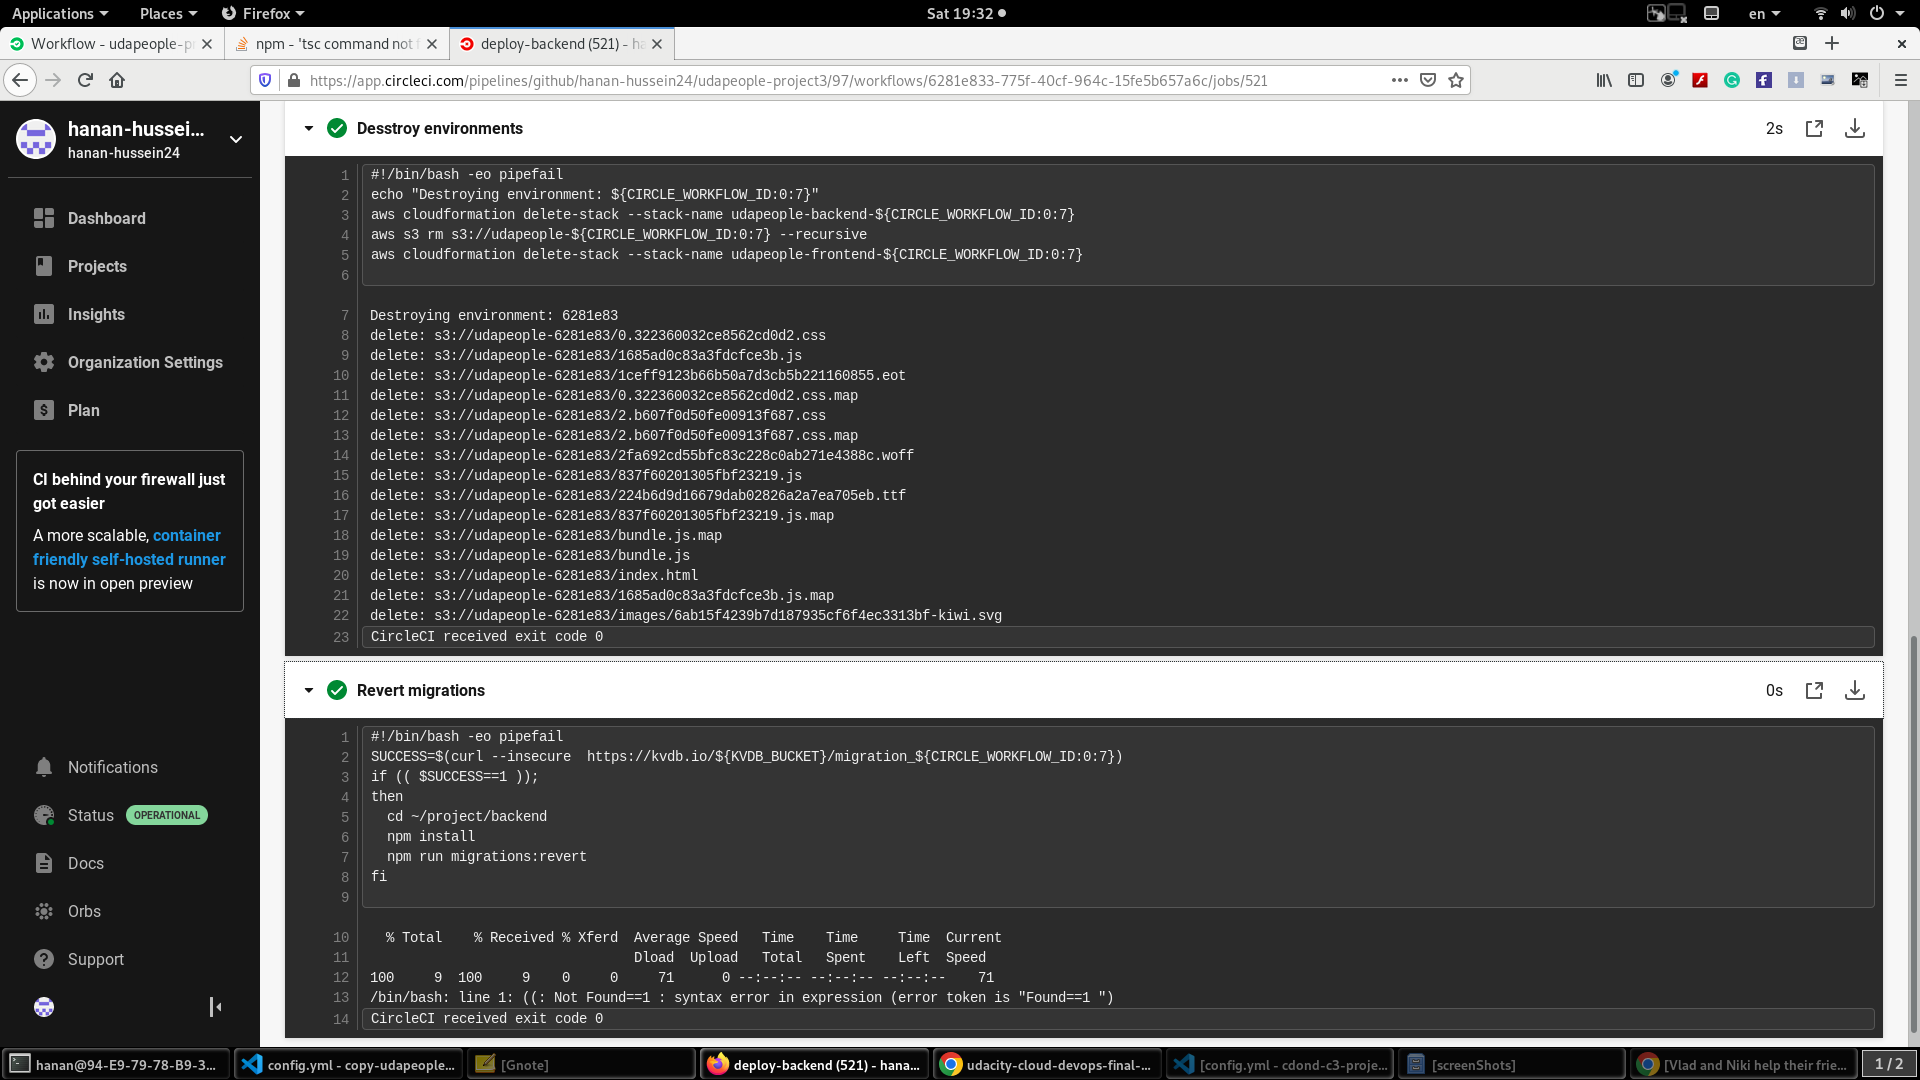 Applications
Places
Firefox
Sat 19:32
en
Workflow - udapeople-pr
npm - 'tsc command not f
deploy-backend (521) - ha
https://app.circleci.com/pipelines/github/hanan-hussein24/udapeople-project3/97/workflows/6281e833-775f-40cf-964c-15fe5b657a6c/jobs/521
hanan-hussei...
hanan-hussein24
Dashboard
Projects
Insights
Organization Settings
Plan
CI behind your firewall just
got easier
A more scalable, container
friendly self-hosted runner
is now in open preview
Notifications
Status OPERATIONAL
Docs
Orbs
Support
Desstroy environments
2s
1 #!/bin/bash -eo pipefail
2 echo "Destroying environment: ${CIRCLE_WORKFLOW_ID:0:7}"
3 aws cloudformation delete-stack --stack-name udapeople-backend-${CIRCLE_WORKFLOW_ID:0:7}
4 aws s3 rm s3://udapeople-${CIRCLE_WORKFLOW_ID:0:7} --recursive
5 aws cloudformation delete-stack --stack-name udapeople-frontend-${CIRCLE_WORKFLOW_ID:0:7}
6
7 Destroying environment: 6281e83
8 delete: s3://udapeople-6281e83/0.322360032ce8562cd0d2.css
9 delete: s3://udapeople-6281e83/1685ad0c83a3fdcfce3b.js
10 delete: s3://udapeople-6281e83/1ceff9123b66b50a7d3cb5b221160855.eot
11 delete: s3://udapeople-6281e83/0.322360032ce8562cd0d2.css.map
12 delete: s3://udapeople-6281e83/2.b607f0d50fe00913f687.css
13 delete: s3://udapeople-6281e83/2.b607f0d50fe00913f687.css.map
14 delete: s3://udapeople-6281e83/2fa692cd55bfc83c228c0ab271e4388c.woff
15 delete: s3://udapeople-6281e83/837f60201305fbf23219.js
16 delete: s3://udapeople-6281e83/224b6d9d16679dab02826a2a7ea705eb.ttf
17 delete: s3://udapeople-6281e83/837f60201305fbf23219.js.map
18 delete: s3://udapeople-6281e83/bundle.js.map
19 delete: s3://udapeople-6281e83/bundle.js
20 delete: s3://udapeople-6281e83/index.html
21 delete: s3://udapeople-6281e83/1685ad0c83a3fdcfce3b.js.map
22 delete: s3://udapeople-6281e83/images/6ab15f4239b7d187935cf6f4ec3313bf-kiwi.svg
23 CircleCI received exit code 0
Revert migrations
0s
1 #!/bin/bash -eo pipefail
2 SUCCESS=$(curl --insecure  https://kvdb.io/${KVDB_BUCKET}/migration_${CIRCLE_WORKFLOW_ID:0:7})
3 if (( $SUCCESS==1 ));
4 then
5   cd ~/project/backend
6   npm install
7   npm run migrations:revert
8 fi
9
10   % Total    % Received % Xferd  Average Speed   Time    Time     Time  Current
11                                  Dload  Upload   Total   Spent    Left  Speed
12 100     9  100     9    0     0     71      0 --:--:-- --:--:-- --:--:--    71
13 /bin/bash: line 1: ((: Not Found==1 : syntax error in expression (error token is "Found==1 ")
14 CircleCI received exit code 0
hanan@94-E9-79-78-B9-3...
config.yml - copy-udapeople...
[Gnote]
deploy-backend (521) - hana...
udacity-cloud-devops-final-...
[config.yml - cdond-c3-proje...
[screenShots]
[Vlad and Niki help their frie...
1 / 2